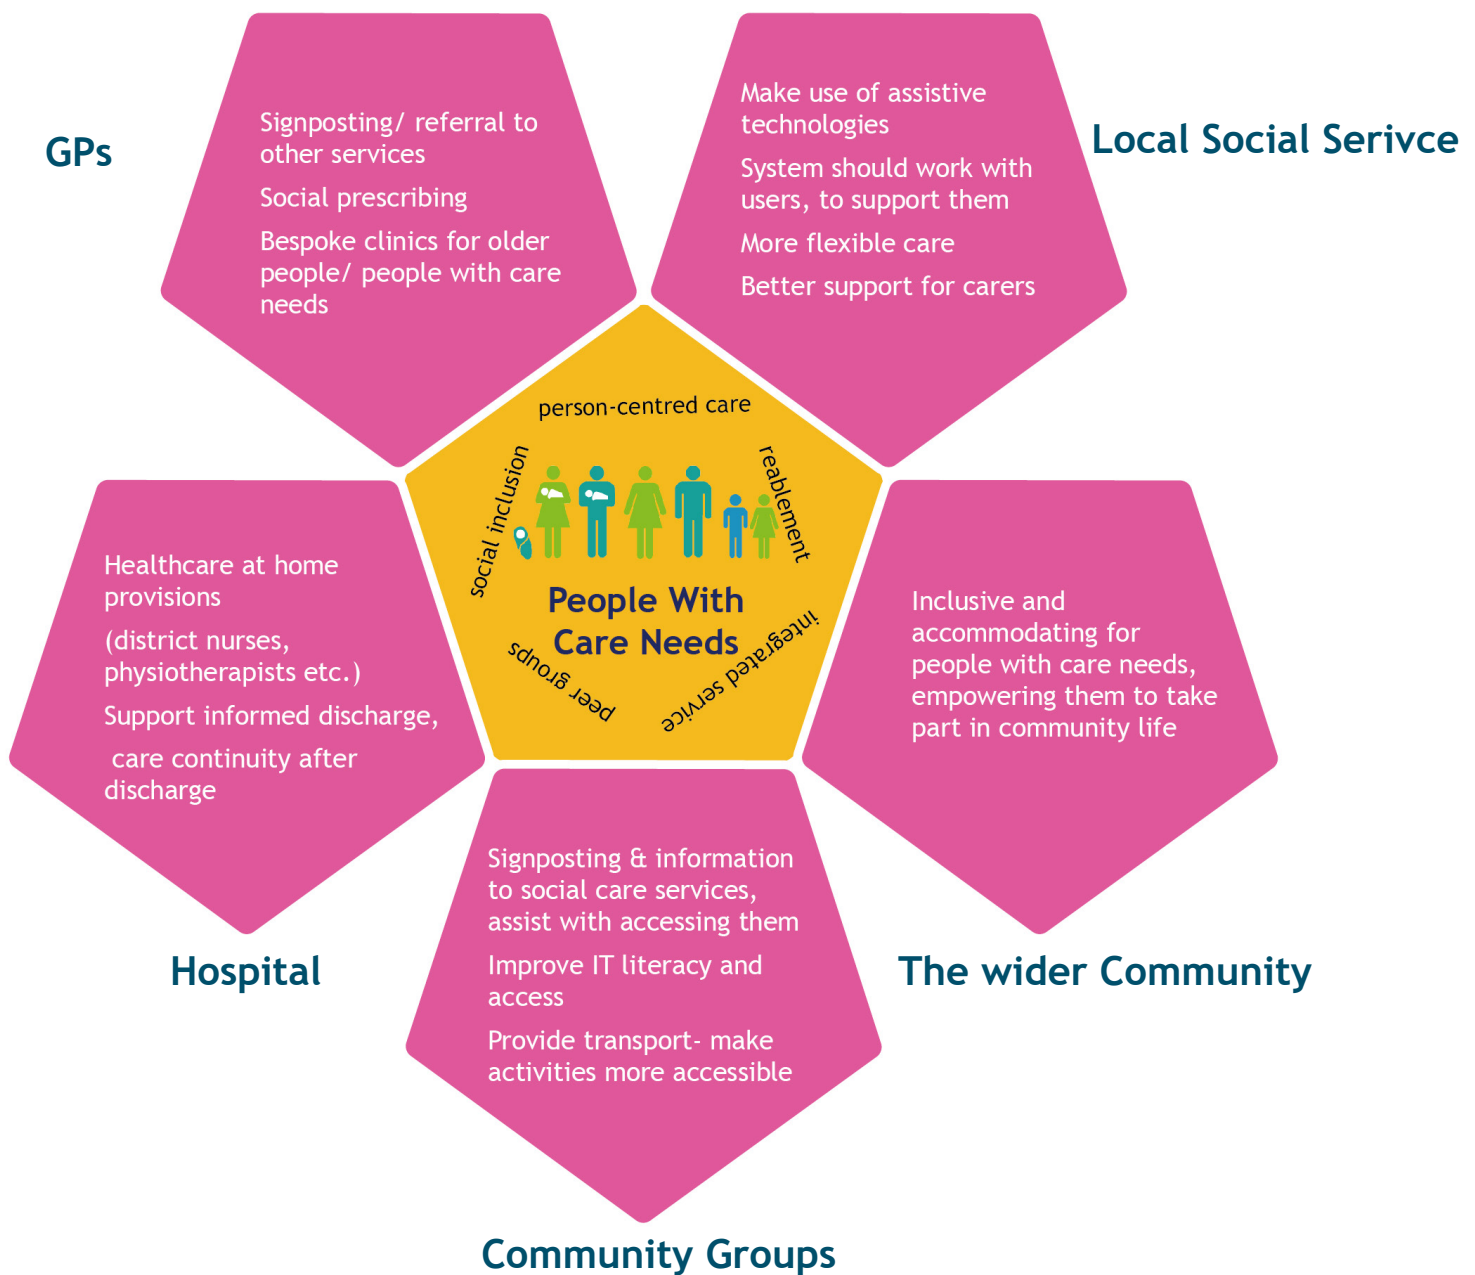 GPs
Signposting/ referral to
other services
Social prescribing
Bespoke clinics for older
people/ people with care
needs
Local Social Serivce
Make use of assistive
technologies
System should work with
users, to support them
More flexible care
Better support for carers
person-centred care
social inclusion
reablement
People With
Care Needs
peer groups
integrated service
Healthcare at home
provisions
(district nurses,
physiotherapists etc.)
Support informed discharge,
care continuity after
discharge
Hospital
Inclusive and
accommodating for
people with care needs,
empowering them to take
part in community life
The wider Community
Signposting & information
to social care services,
assist with accessing them
Improve IT literacy and
access
Provide transport- make
activities more accessible
Community Groups